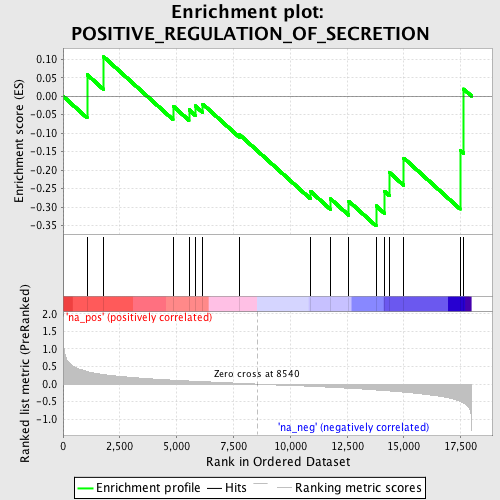 Enrichment plot:
POSITIVE_REGULATION_OF_SECRETION
Enrichment score (ES)
0.10
0.05
0.00
-0.05
-0.10
-0.15
-0.20
-0.25
-0.30
-0.35
'na_pos' (positively correlated)
Ranked list metric (PreRanked)
2.0
1.5
1.0
0.5
0.0
-0.5
-1.0
Zero cross at 8540
'na_neg' (negatively correlated)
0 2,500 5,000 7,500 10,000 12,500 15,000 17,500
Rank in Ordered Dataset
Enrichment profile Hits Ranking metric scores